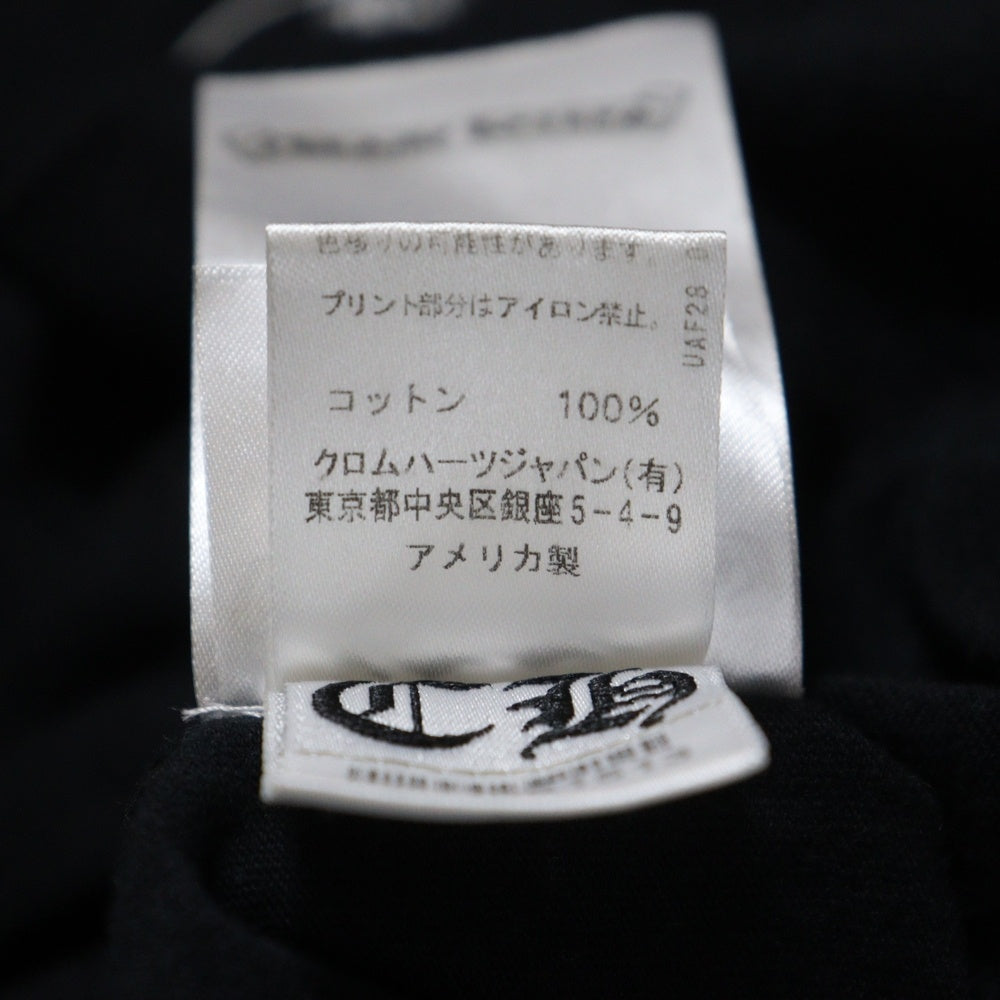 色移りの可能性があります。
プリント部分はアイロン禁止。
UAF28
コットン 100%
クロムハーツジャパン(有)
東京都中央区銀座5-4-9
アメリカ製
CH